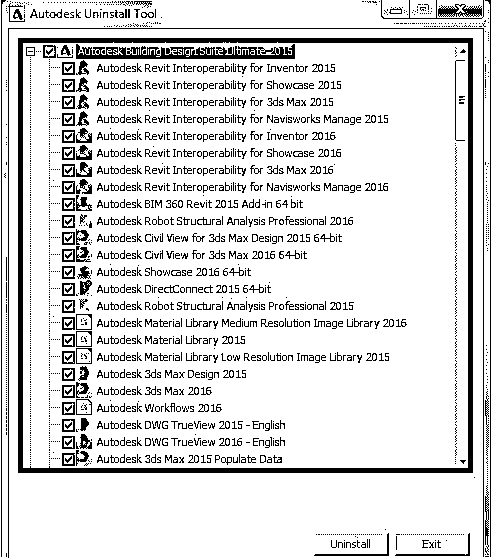 Autodesk Uninstall Tool
Autodesk Building Design Suite Ultimate 2015
Autodesk Revit Interoperability for Inventor 2015
Autodesk Revit Interoperability for Showcase 2015
Autodesk Revit Interoperability for 3ds Max 2015
Autodesk Revit Interoperability for Navisworks Manage 2015
Autodesk Revit Interoperability for Inventor 2016
Autodesk Revit Interoperability for Showcase 2016
Autodesk Revit Interoperability for 3ds Max 2016
Autodesk Revit Interoperability for Navisworks Manage 2016
Autodesk BIM 360 Revit 2015 Add-in 64 bit
Autodesk Robot Structural Analysis Professional 2016
Autodesk Civil View for 3ds Max Design 2015 64-bit
Autodesk Civil View for 3ds Max 2016 64-bit
Autodesk Showcase 2016 64-bit
Autodesk DirectConnect 2015 64-bit
Autodesk Robot Structural Analysis Professional 2015
Autodesk Material Library Medium Resolution Image Library 2016
Autodesk Material Library 2015
Autodesk Material Library Low Resolution Image Library 2015
Autodesk 3ds Max Design 2015
Autodesk 3ds Max 2016
Autodesk Workflows 2016
Autodesk DWG TrueView 2015 - English
Autodesk DWG TrueView 2016 - English
Autodesk 3ds Max 2015 Populate Data
Uninstall
Exit